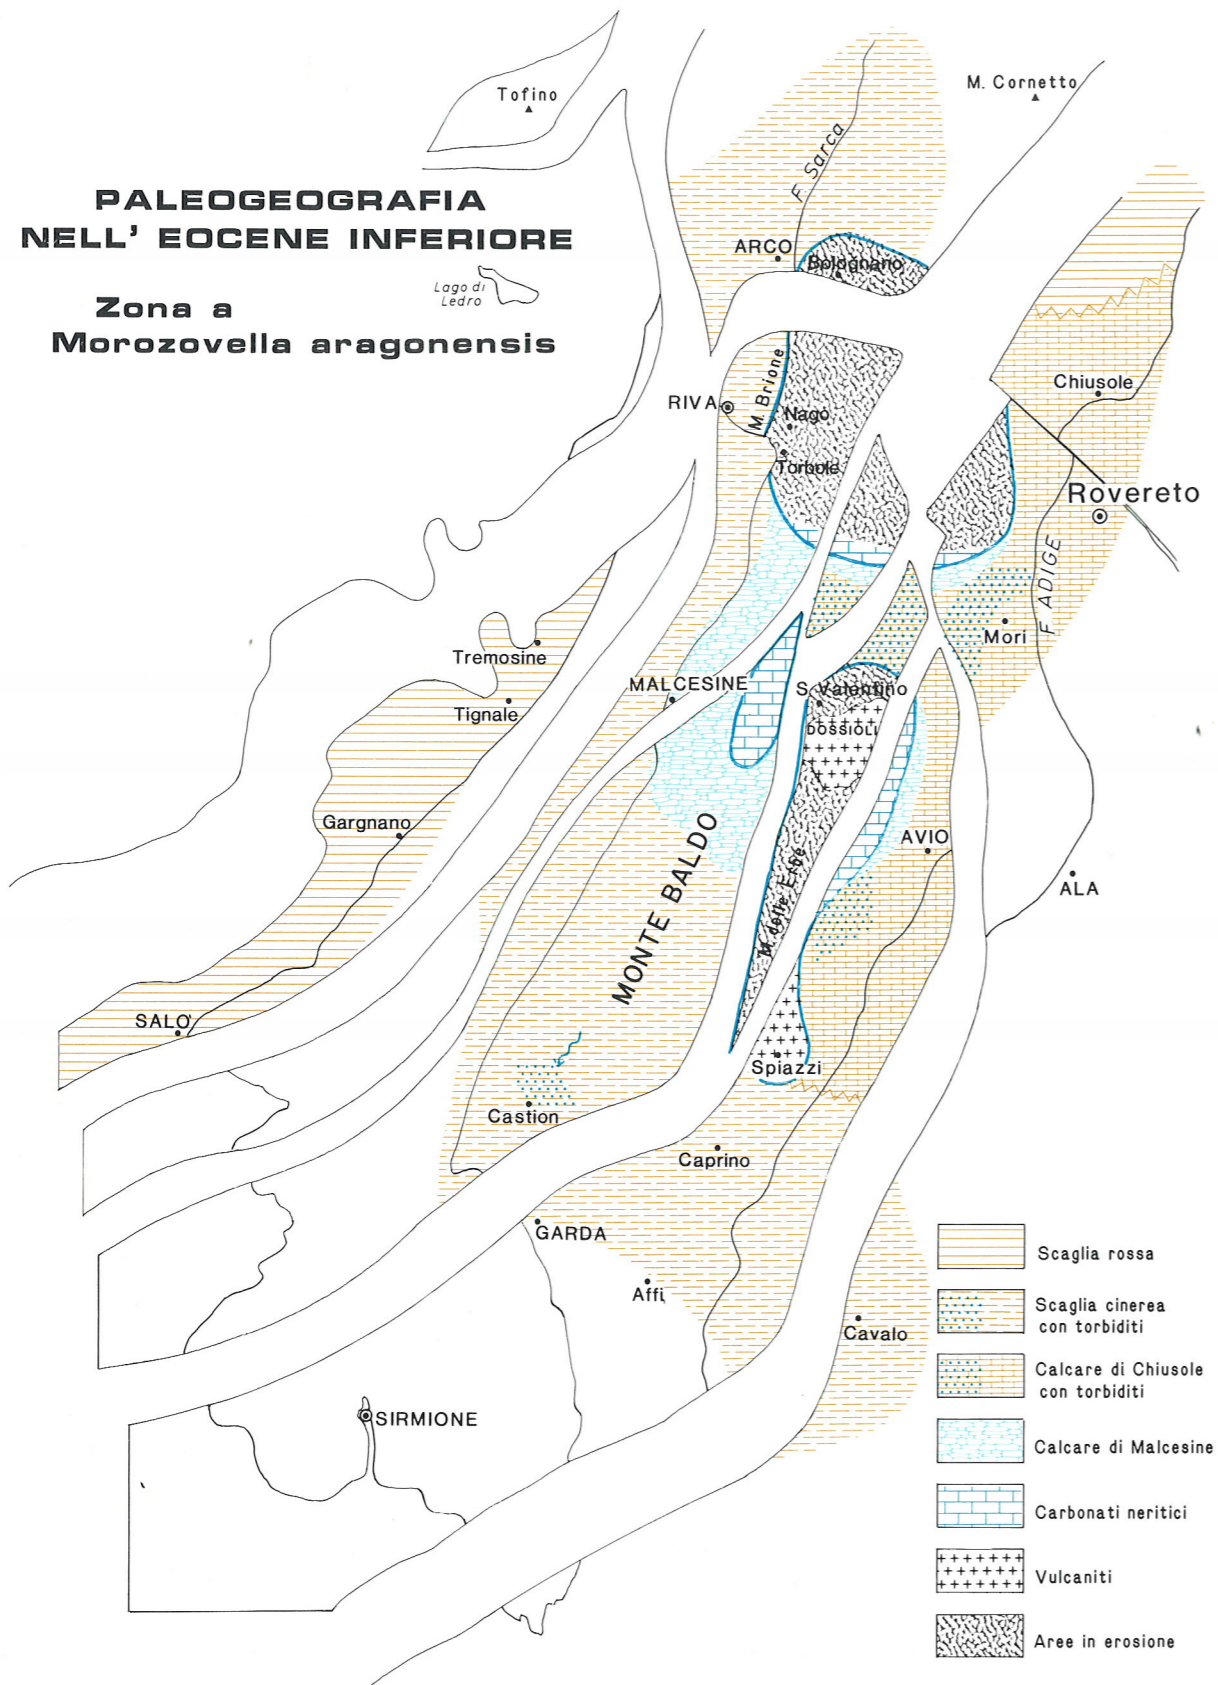 Tofino
M. Cornetto
F. Sarca
PALEOGEOGRAFIA
NELL' EOCENE INFERIORE
Zona a
Morozovella aragonensis
Lago di
Ledro
ARCO
Bolognano
M. Brione
Chiusole
RIVA
Nago
Torbole
Rovereto
F. ADIGE
Mori
Tremosine
MALCESINE
S. Valentino
Tignale
DOSSIOLI
Gargnano
MONTE BALDO
M. delle Erbe
AVIO
ALA
SALO'
Spiazzi
Castion
Caprino
GARDA
Affi
Cavalo
SIRMIONE
Scaglia rossa
Scaglia cinerea
con torbiditi
Calcare di Chiusole
con torbiditi
Calcare di Malcesine
Carbonati neritici
Vulcaniti
Aree in erosione